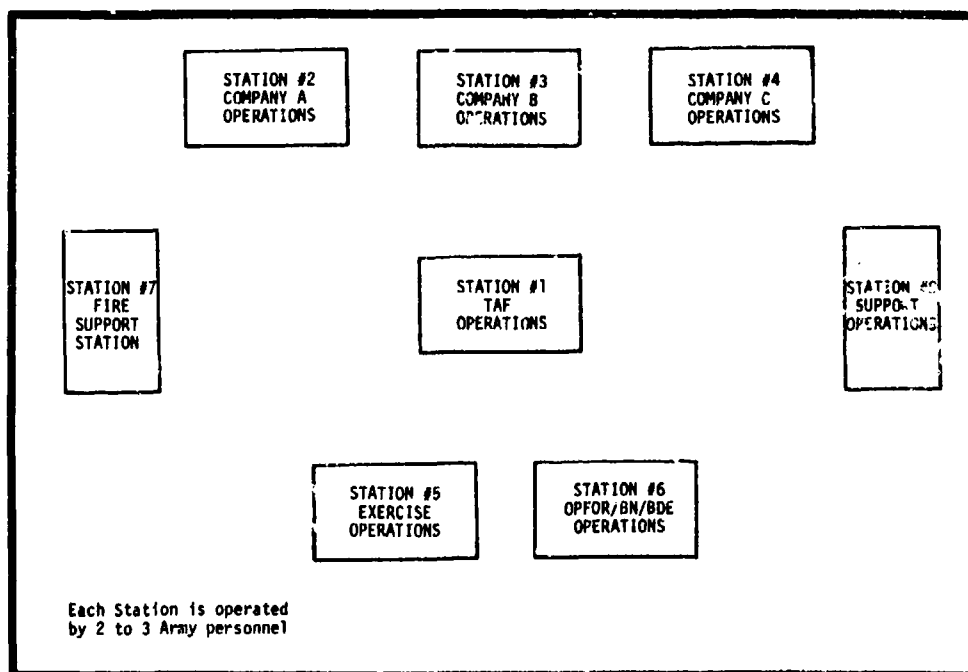 STATION #2
COMPANY A
OPERATIONS
STATION #3
COMPANY B
OPERATIONS
STATION #4
COMPANY C
OPERATIONS
STATION #7
FIRE
SUPPORT
STATION
STATION #1
TAF
OPERATIONS
STATION
SUPPORT
OPERATIONS
STATION #5
EXERCISE
OPERATIONS
STATION #6
OPFOR/BN/BDE
OPERATIONS
Each Station is operated
by 2 to 3 Army personnel